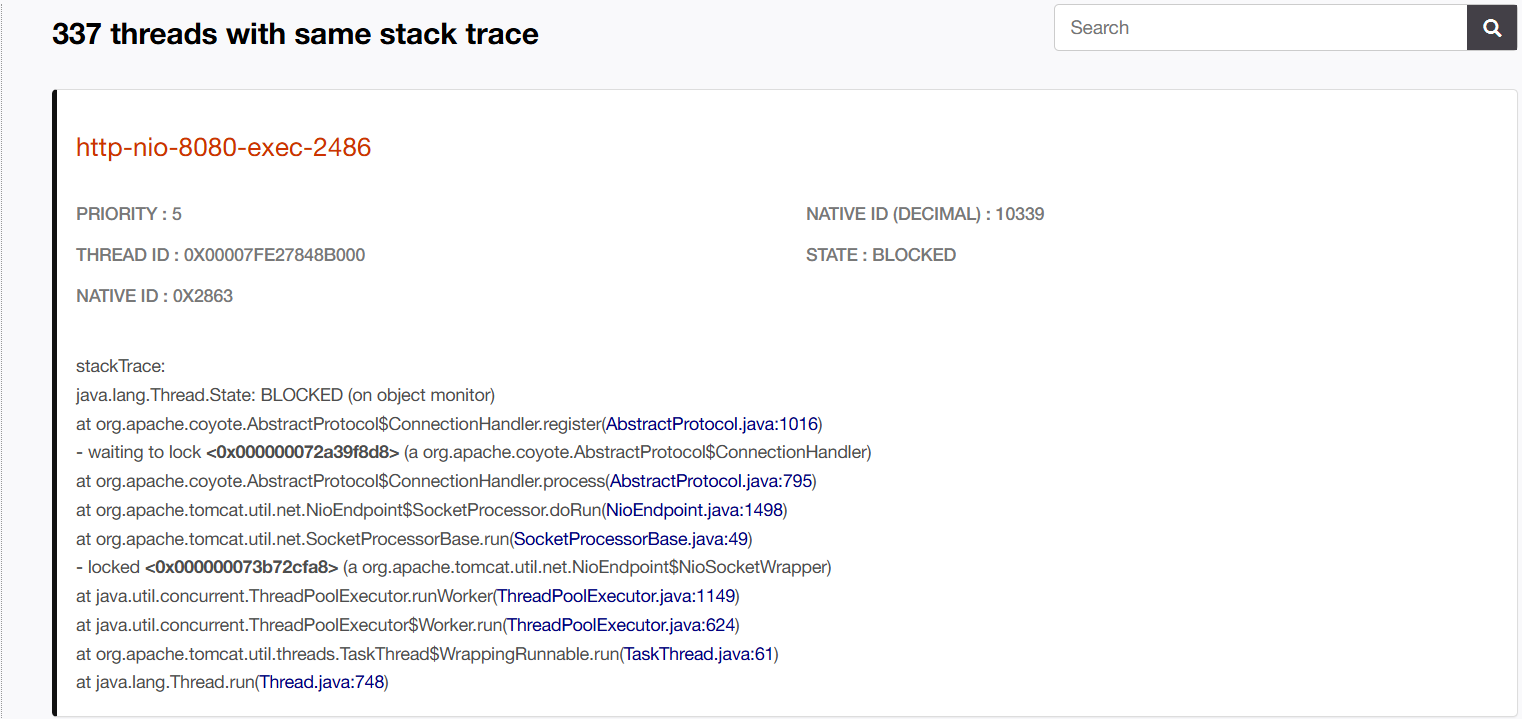 337 threads with same stack trace
Search
http-nio-8080-exec-2486
PRIORITY : 5
NATIVE ID (DECIMAL) : 10339
THREAD ID : 0X00007FE27848B000
STATE : BLOCKED
NATIVE ID : 0X2863
stackTrace:
java.lang.Thread.State: BLOCKED (on object monitor)
at org.apache.coyote.AbstractProtocol$ConnectionHandler.register(AbstractProtocol.java:1016)
- waiting to lock <0x000000072a39f8d8> (a org.apache.coyote.AbstractProtocol$ConnectionHandler)
at org.apache.coyote.AbstractProtocol$ConnectionHandler.process(AbstractProtocol.java:795)
at org.apache.tomcat.util.net.NioEndpoint$SocketProcessor.doRun(NioEndpoint.java:1498)
at org.apache.tomcat.util.net.SocketProcessorBase.run(SocketProcessorBase.java:49)
- locked <0x000000073b72cfa8> (a org.apache.tomcat.util.net.NioEndpoint$NioSocketWrapper)
at java.util.concurrent.ThreadPoolExecutor.runWorker(ThreadPoolExecutor.java:1149)
at java.util.concurrent.ThreadPoolExecutor$Worker.run(ThreadPoolExecutor.java:624)
at org.apache.tomcat.util.threads.TaskThread$WrappingRunnable.run(TaskThread.java:61)
at java.lang.Thread.run(Thread.java:748)